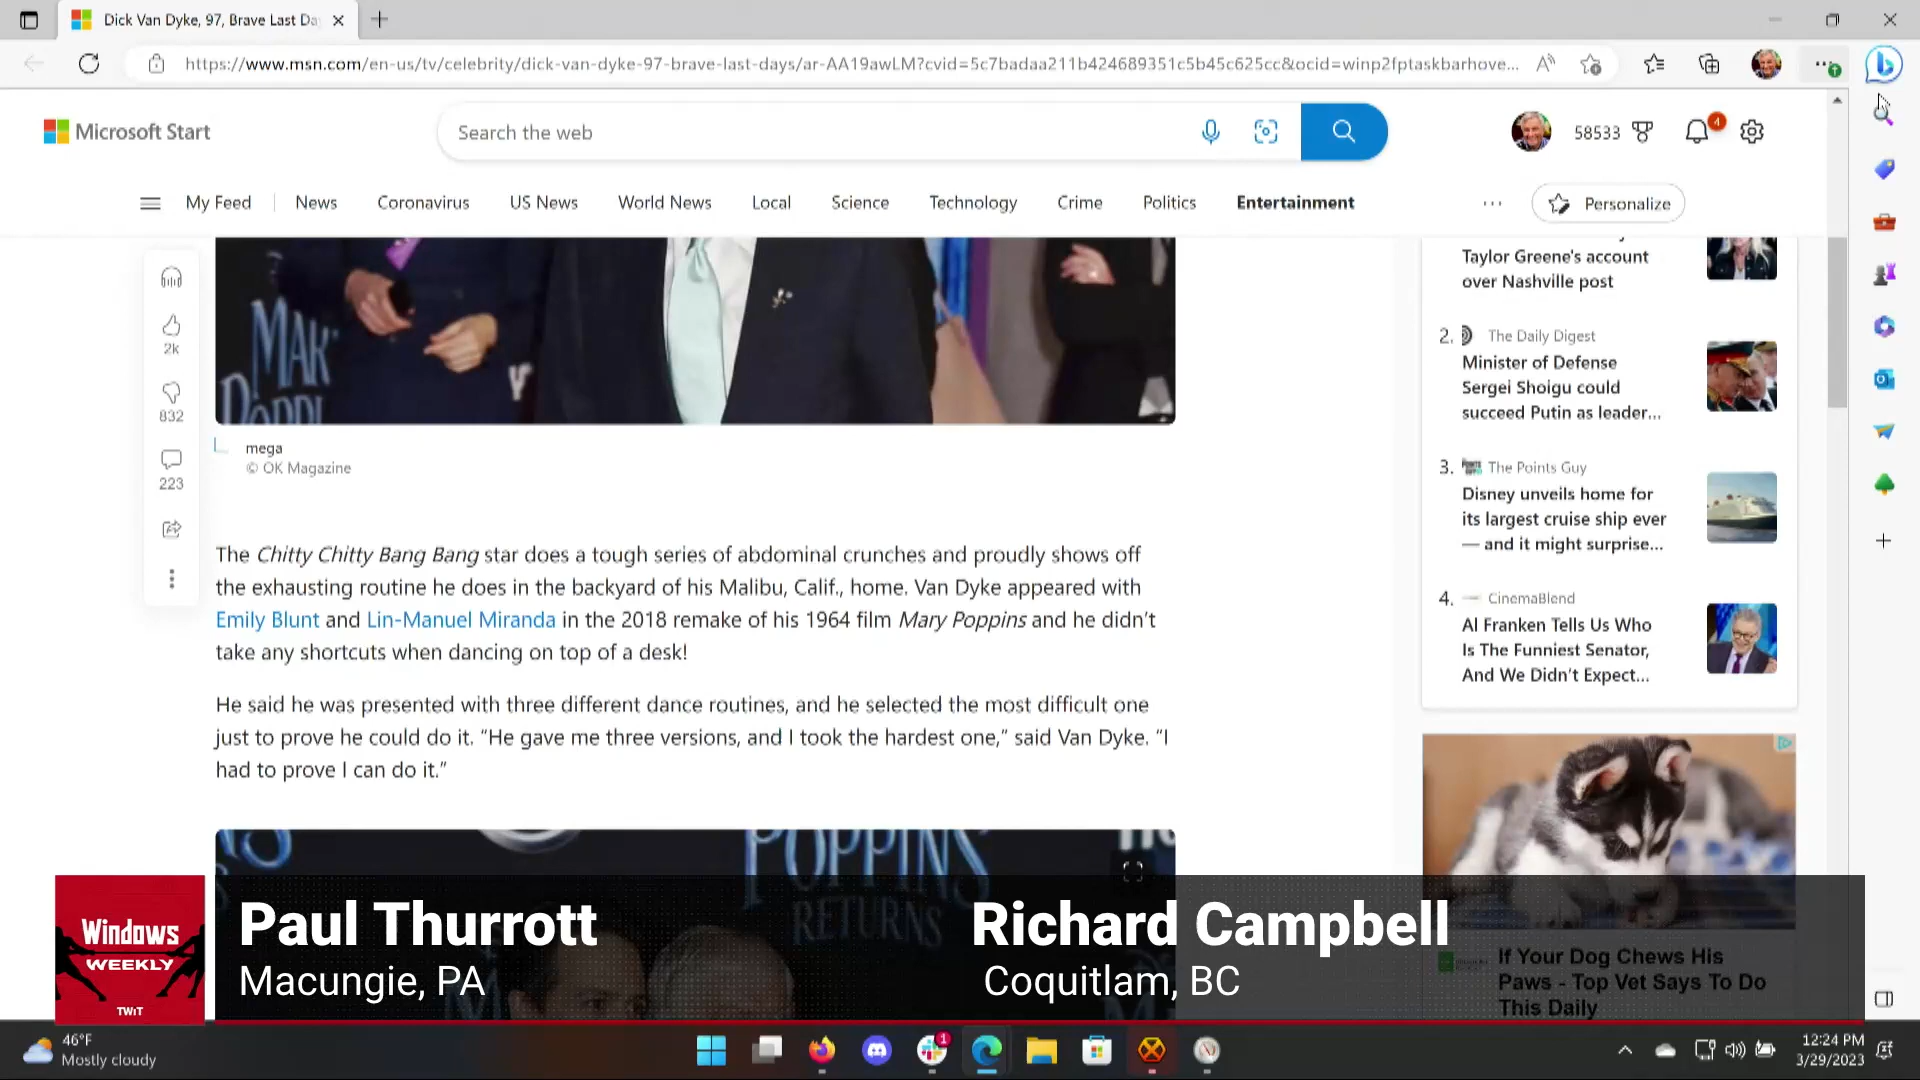 Dick Van Dyke, 97, Brave Last Da
https://www.msn.com/en-us/tv/celebrity/dick-van-dyke-97-brave-last-days/ar-AA19awLM?cvid=5c7badaa211b424689351c5b45c625cc&ocid=winp2fptaskbarhove...
Microsoft Start
Search the web
58533
4
My Feed
News
Coronavirus
US News
World News
Local
Science
Technology
Crime
Politics
Entertainment
Personalize
2k
832
223
MAR
POPPI
mega
© OK Magazine
The Chitty Chitty Bang Bang star does a tough series of abdominal crunches and proudly shows off
the exhausting routine he does in the backyard of his Malibu, Calif., home. Van Dyke appeared with
Emily Blunt and Lin-Manuel Miranda in the 2018 remake of his 1964 film Mary Poppins and he didn’t
take any shortcuts when dancing on top of a desk!
He said he was presented with three different dance routines, and he selected the most difficult one
just to prove he could do it. “He gave me three versions, and I took the hardest one,” said Van Dyke. “I
had to prove I can do it.”
POPPINS
RETURNS
Taylor Greene's account
over Nashville post
2. The Daily Digest
Minister of Defense
Sergei Shoigu could
succeed Putin as leader...
3. The Points Guy
Disney unveils home for
its largest cruise ship ever
— and it might surprise...
4. CinemaBlend
Al Franken Tells Us Who
Is The Funniest Senator,
And We Didn’t Expect...
If Your Dog Chews His
Paws - Top Vet Says To Do
This Daily
Windows
WEEKLY
TWiT
Paul Thurrott
Macungie, PA
Richard Campbell
Coquitlam, BC
46°F
Mostly cloudy
1
12:24 PM
3/29/2023